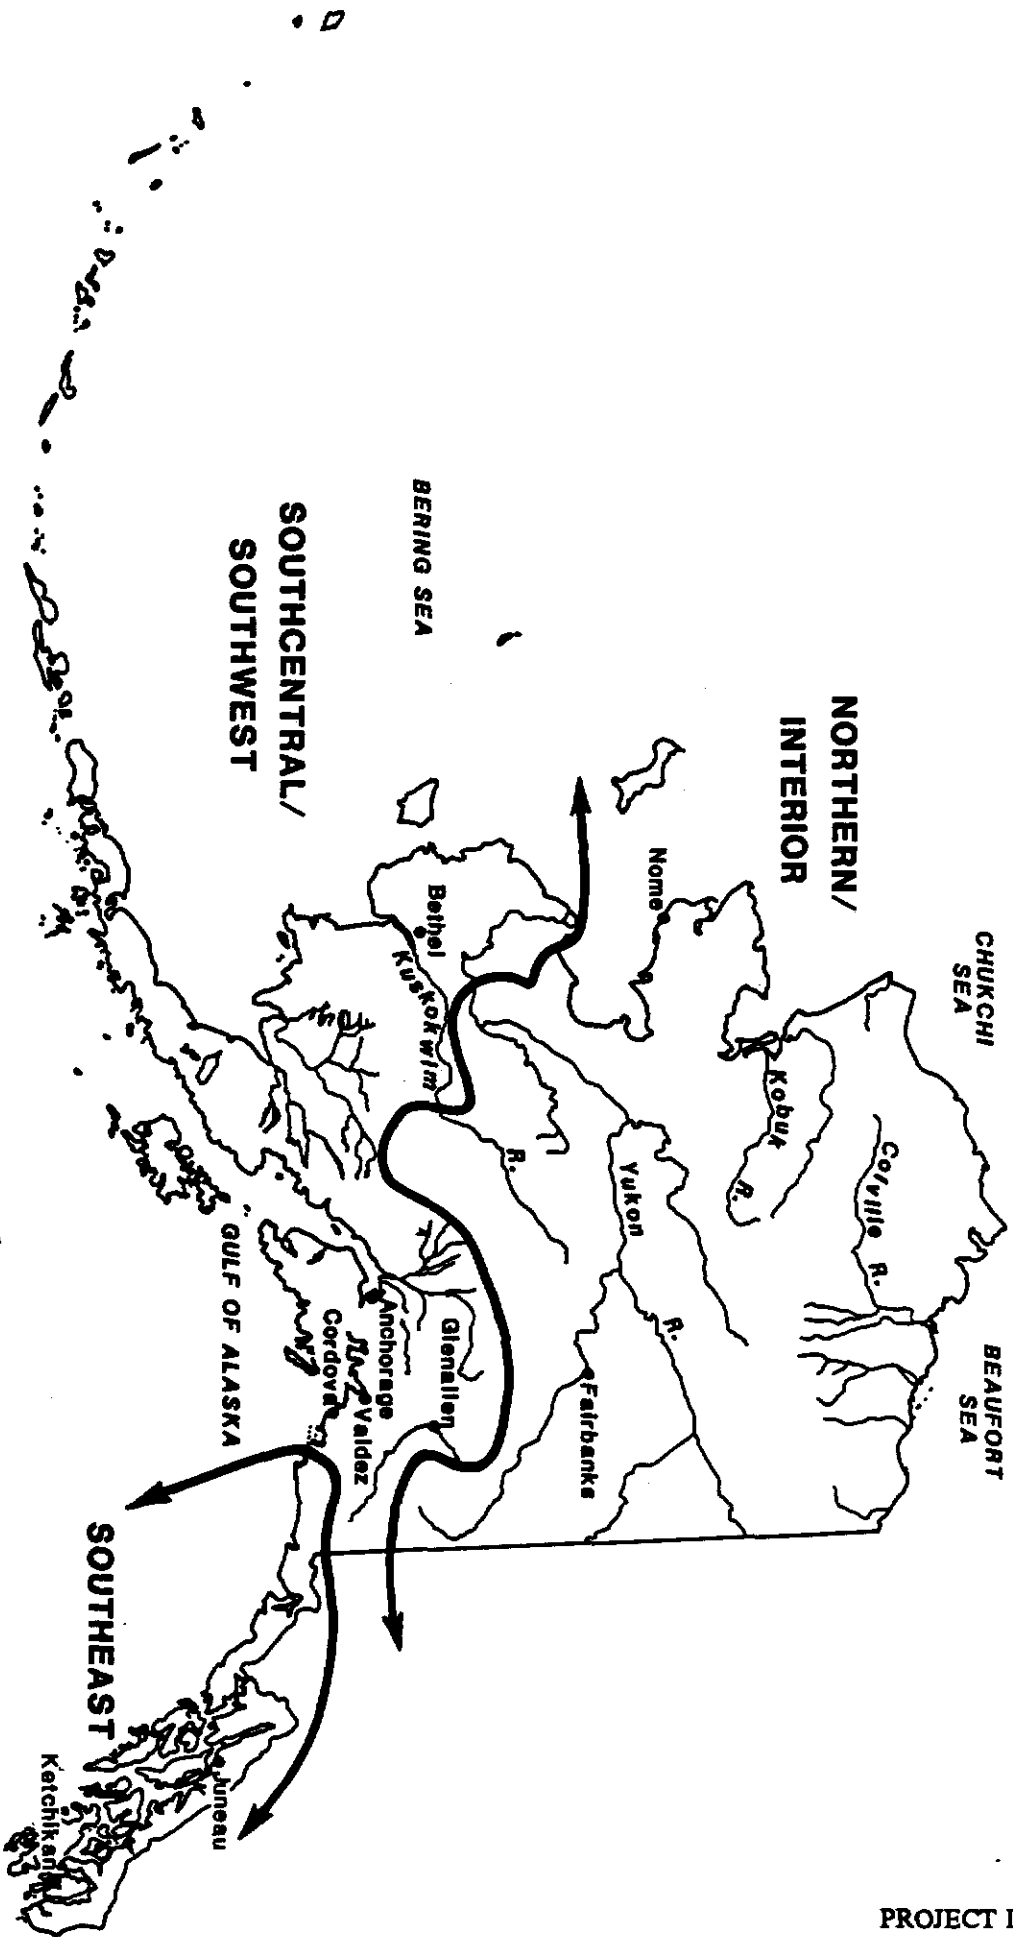 CHUKCHI
SEA
BEAUFORT
SEA
NORTHERN/
INTERIOR
Colville R.
Kobuk
R.
Nome
Yukon
R.
Fairbanks
BERING SEA
Bethel
Kuskokwim
R.
Glenallen
Anchorage
Valdez
Cordova
SOUTHCENTRAL/
SOUTHWEST
GULF OF ALASKA
SOUTHEAST
Juneau
Ketchikan